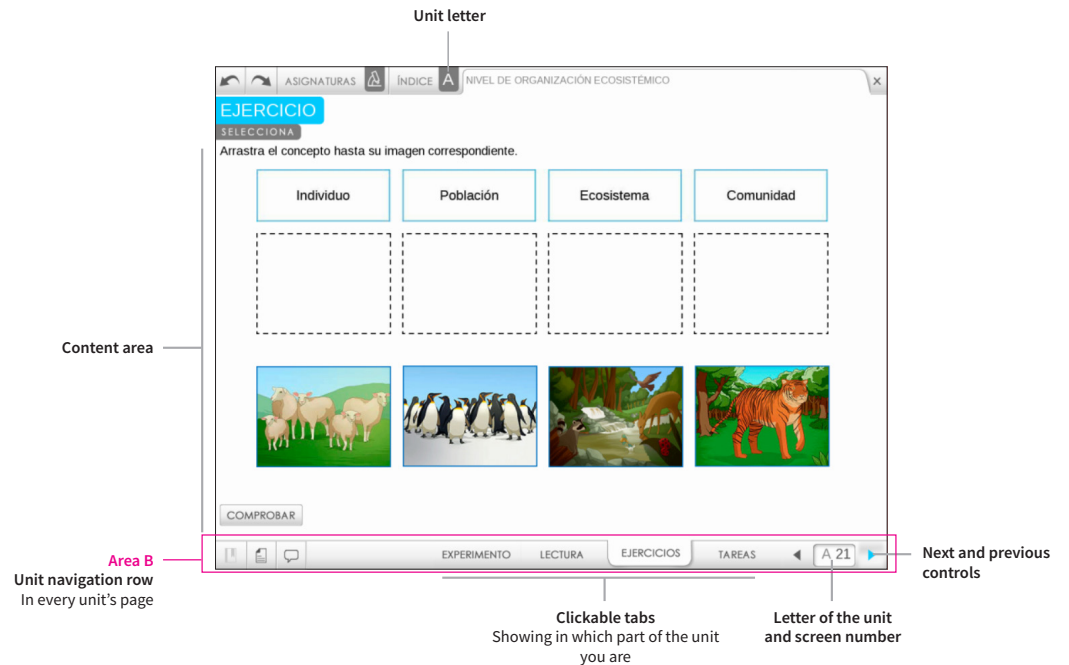 Unit letter
ASIGNATURAS
ÍNDICE
A
NIVEL DE ORGANIZACIÓN ECOSISTÉMICO
×
EJERCICIO
SELECCIONA
Arrastra el concepto hasta su imagen correspondiente.
Individuo
Población
Ecosistema
Comunidad
Content area
COMPROBAR
EXPERIMENTO
LECTURA
EJERCICIOS
TAREAS
A 21
Area B
Unit navigation row
In every unit's page
Next and previous
controls
Clickable tabs
Showing in which part of the unit
you are
Letter of the unit
and screen number